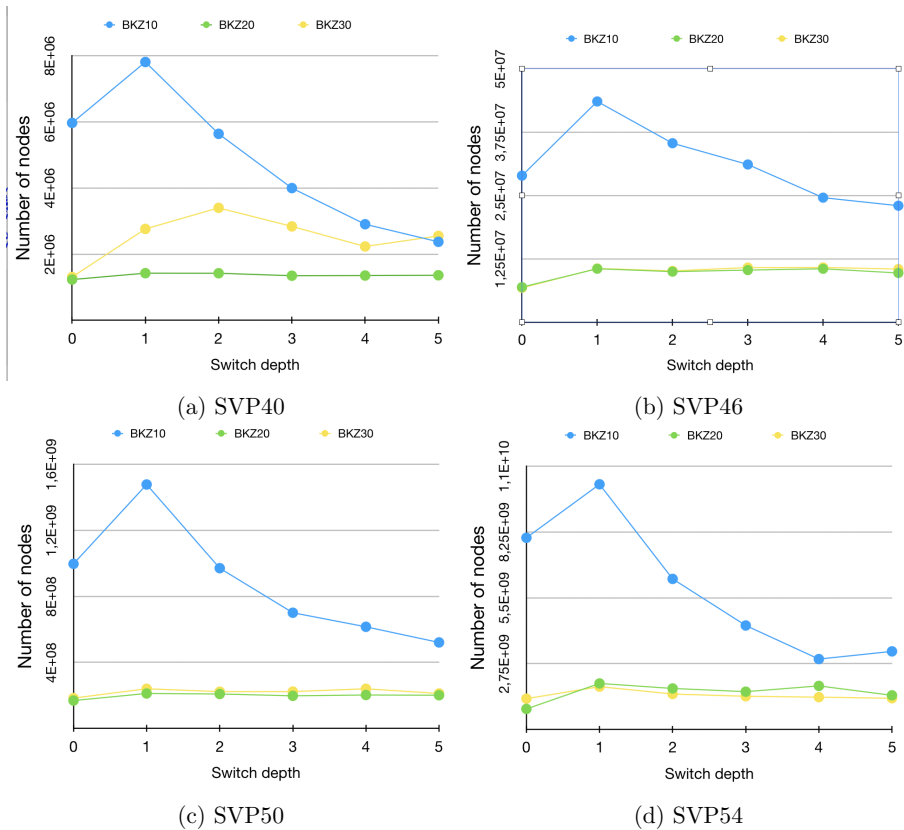 BKZ10 BKZ20 BKZ30
Number of nodes
8E+06
6E+06
4E+06
2E+06
0 1 2 3 4 5
Switch depth
(a) SVP40
BKZ10 BKZ20 BKZ30
Number of nodes
5E+07
3,75E+07
2,5E+07
1,25E+07
0 1 2 3 4 5
Switch depth
(b) SVP46
BKZ10 BKZ20 BKZ30
Number of nodes
1,6E+09
1,2E+09
8E+08
4E+08
0 1 2 3 4 5
Switch depth
(c) SVP50
BKZ10 BKZ20 BKZ30
Number of nodes
1,1E+10
8,25E+09
5,5E+09
2,75E+09
0 1 2 3 4 5
Switch depth
(d) SVP54